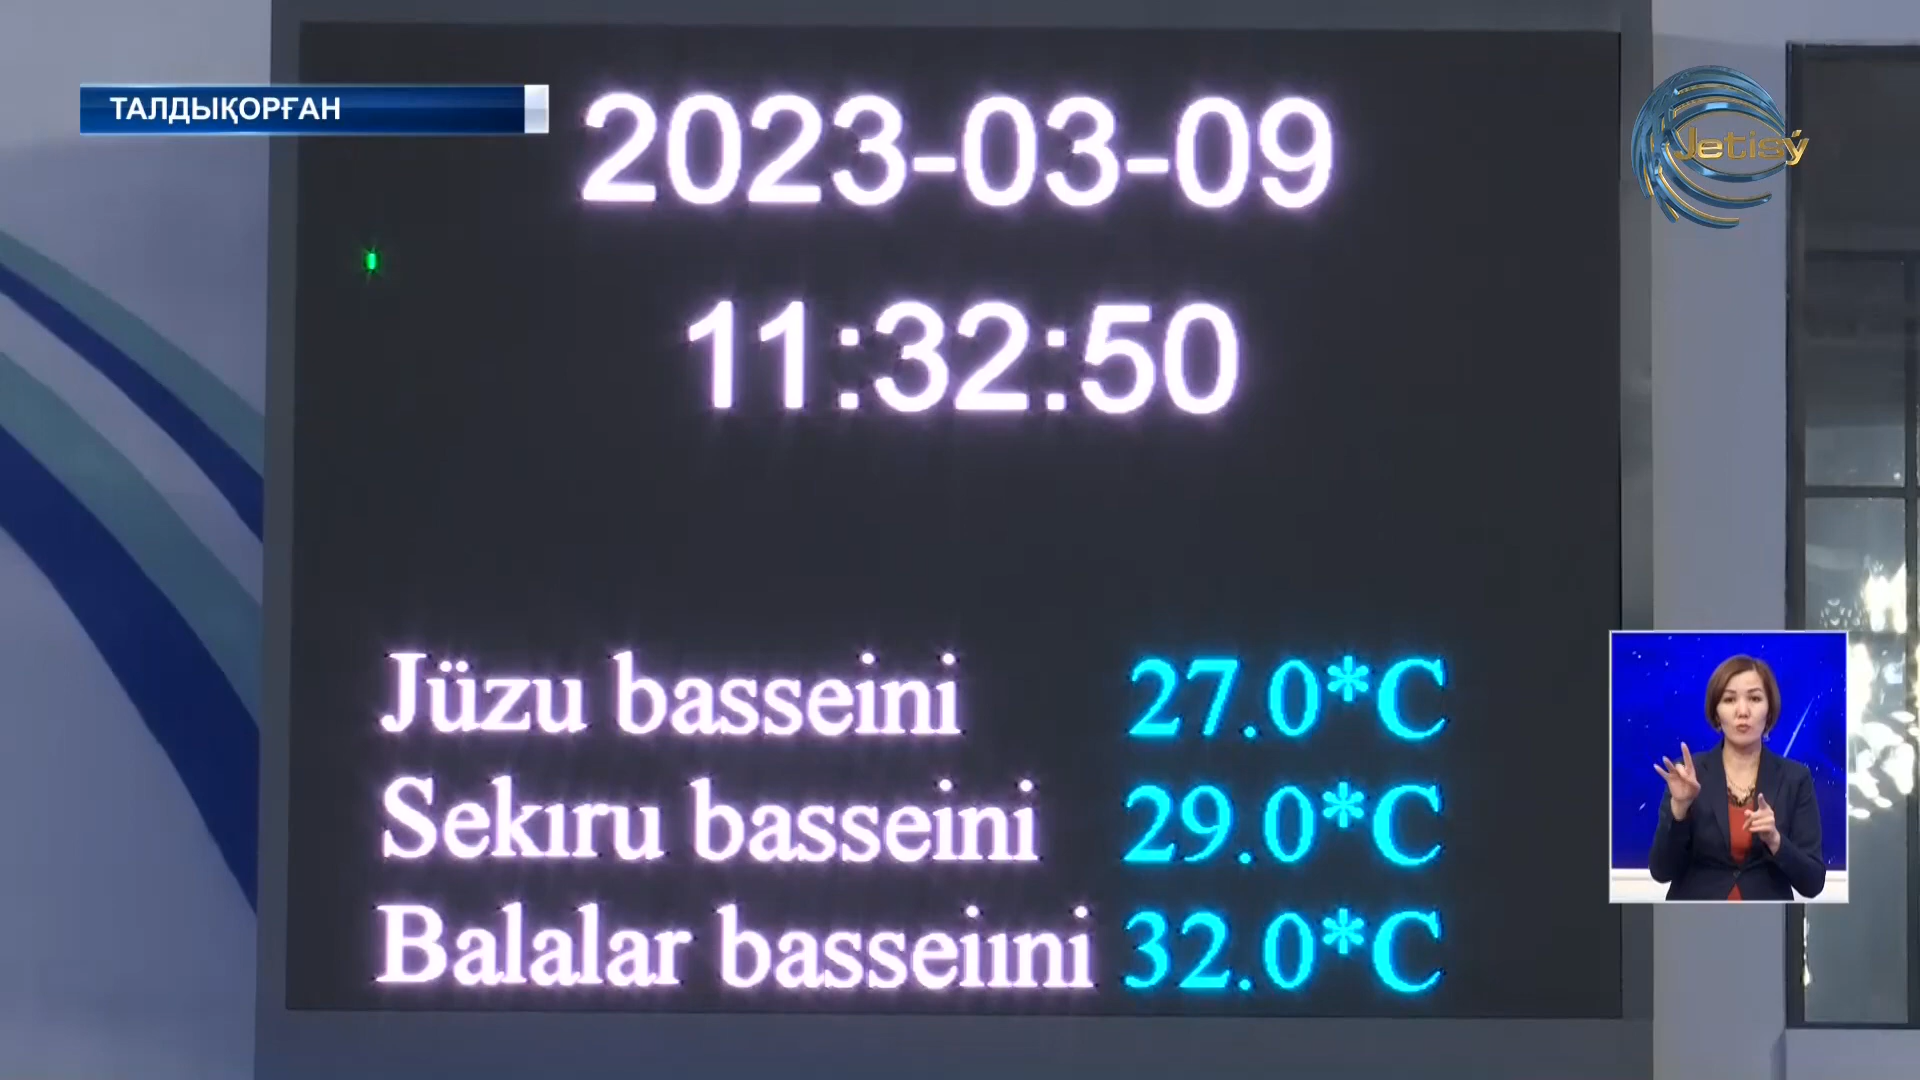 ТАЛДЫҚОРҒАН
Jetisý
2023-03-09
11:32:50
Jüzu basseini 27.0*C
Sekıru basseini 29.0*C
Balalar basseiıni 32.0*C